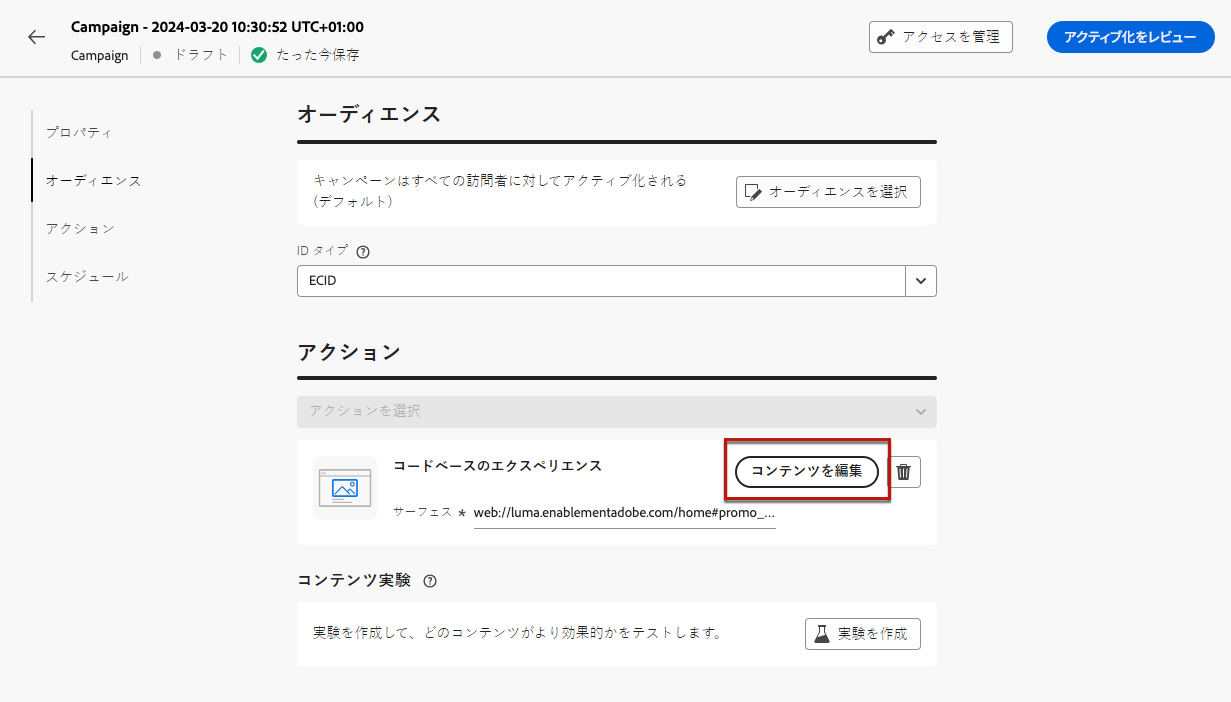 Campaign - 2024-03-20 10:30:52 UTC+01:00
Campaign ドラフト たった今保存
アクセスを管理
アクティブ化をレビュー
プロパティ
オーディエンス
アクション
スケジュール
オーディエンス
キャンペーンはすべての訪問者に対してアクティブ化される
(デフォルト)
オーディエンスを選択
ID タイプ
ECID
アクション
アクションを選択
コードベースのエクスペリエンス
コンテンツを編集
サーフェス * web://luma.enablementadobe.com/home#promo_...
コンテンツ実験
実験を作成して、どのコンテンツがより効果的かをテストします。
実験を作成